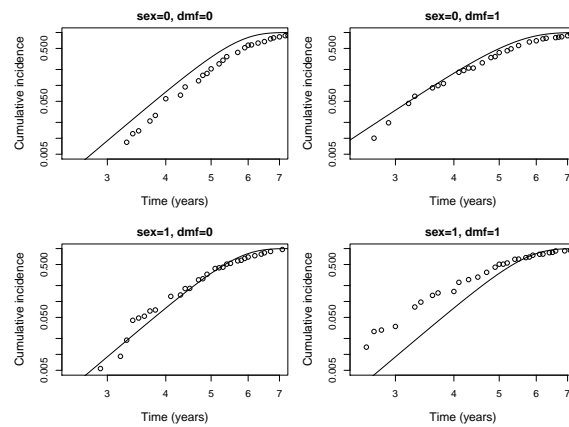 sex=0, dmf=0
Cumulative incidence
0.005 0.050 0.500
3 4 5 6 7
Time (years)
sex=0, dmf=1
Cumulative incidence
0.005 0.050 0.500
3 4 5 6 7
Time (years)
sex=1, dmf=0
Cumulative incidence
0.005 0.050 0.500
3 4 5 6 7
Time (years)
sex=1, dmf=1
Cumulative incidence
0.005 0.050 0.500
3 4 5 6 7
Time (years)